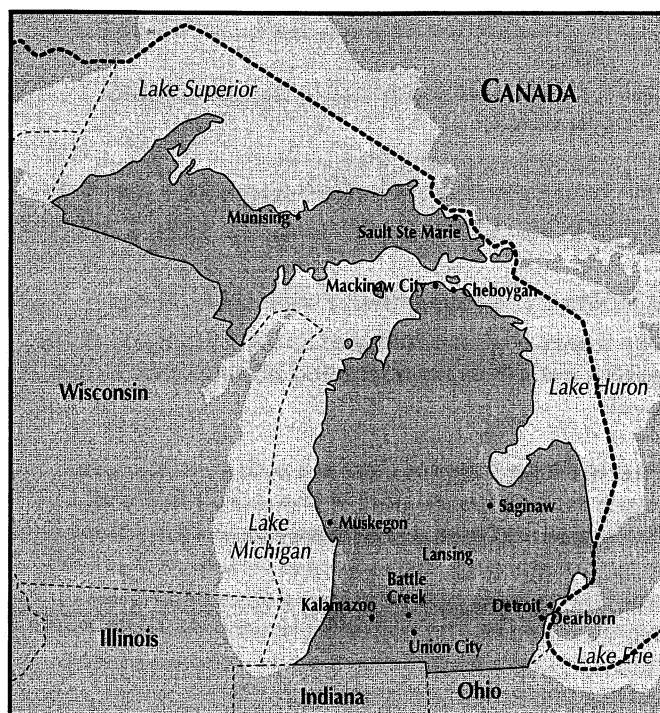 Lake Superior
CANADA
Munising
Sault Ste Marie
Mackinaw City
Cheboygan
Wisconsin
Lake Huron
Saginaw
Lake
Michigan
Muskegon
Lansing
Battle
Creek
Kalamazoo
Detroit
Dearborn
Union City
Illinois
Lake Erie
Indiana
Ohio